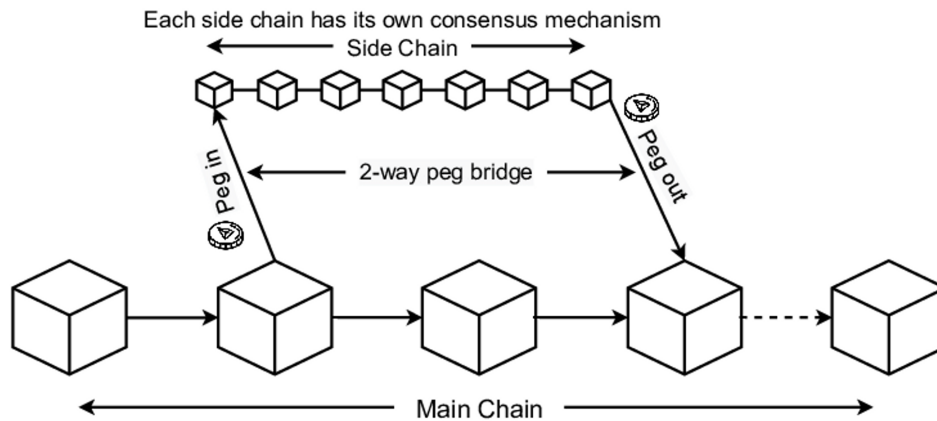 Each side chain has its own consensus mechanism
Side Chain
Peg in
2-way peg bridge
Peg out
Main Chain